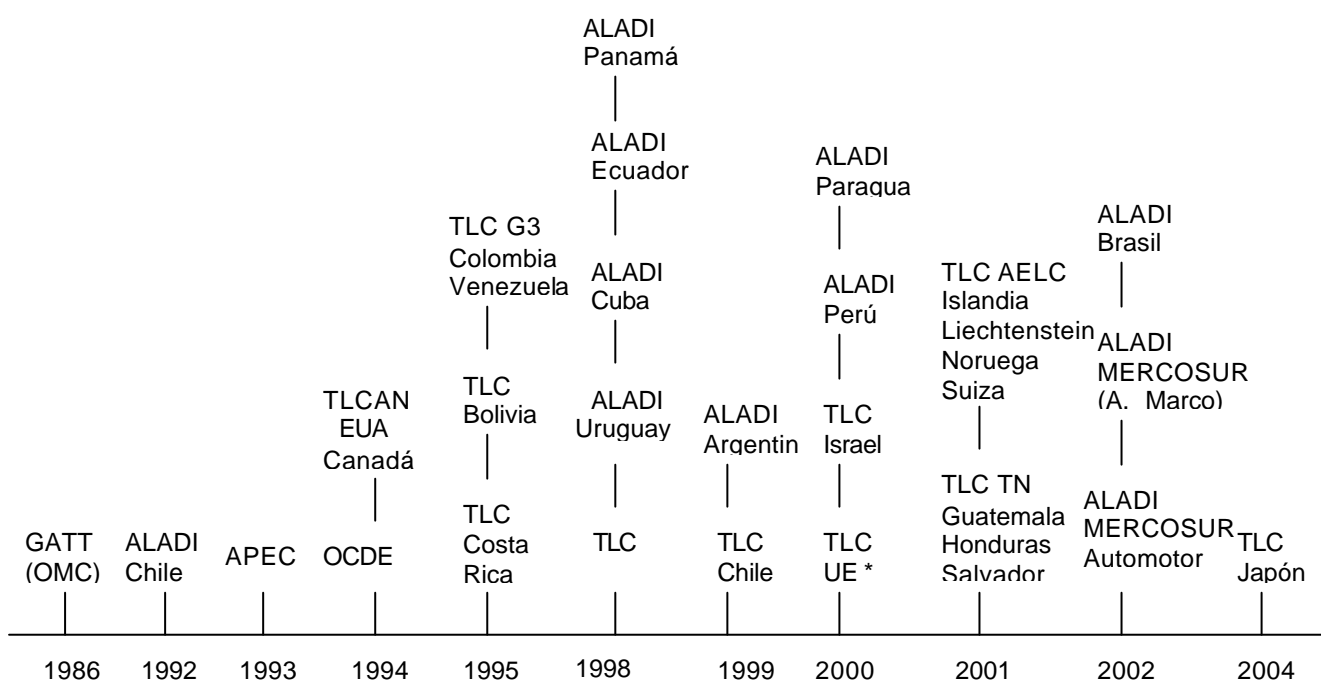 ALADI
Panamá
ALADI
Ecuador
ALADI
Paragua
TLC G3
Colombia
Venezuela
ALADI
Cuba
ALADI
Perú
TLC AELC
Islandia
Liechtenstein
Noruega
Suiza
ALADI
Brasil
TLCAN
EUA
Canadá
TLC
Bolivia
ALADI
Uruguay
ALADI
Argentin
TLC
Israel
ALADI
MERCOSUR
(A. Marco)
GATT
(OMC)
ALADI
Chile
APEC
OCDE
TLC
Costa
Rica
TLC
TLC
Chile
TLC
UE *
TLC TN
Guatemala
Honduras
Salvador
ALADI
MERCOSUR
Automotor
TLC
Japón
1986
1992
1993
1994
1995
1998
1999
2000
2001
2002
2004